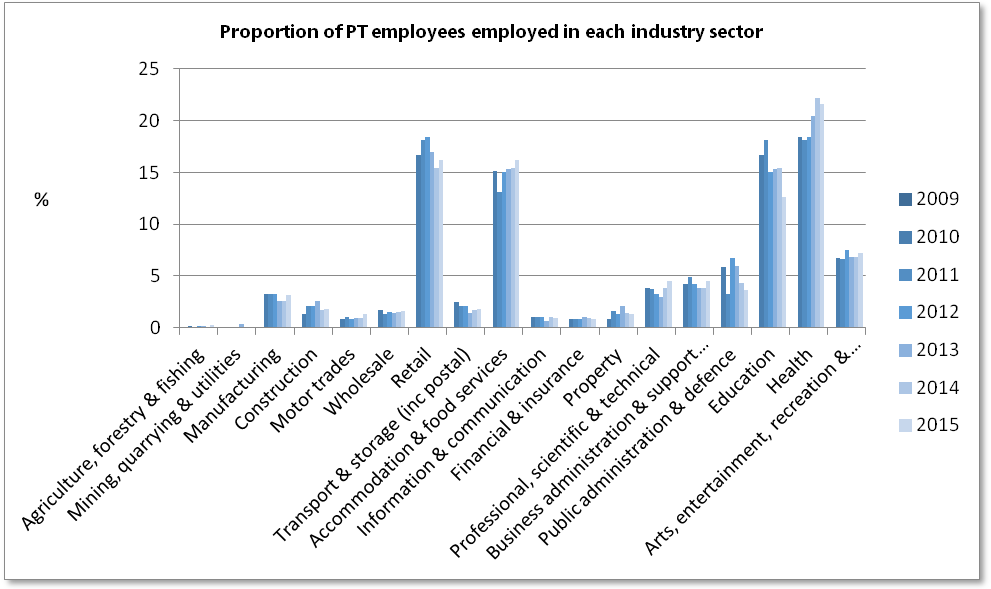 Proportion of PT employees employed in each industry sector
25
20
15
10
5
0
%
Agriculture, forestry & fishing
Mining, quarrying & utilities
Manufacturing
Construction
Motor trades
Wholesale
Retail
Transport & storage (inc postal)
Accommodation & food services
Information & communication
Financial & insurance
Property
Professional, scientific & technical
Business administration & support...
Public administration & defence
Education
Health
Arts, entertainment, recreation &...
2009
2010
2011
2012
2013
2014
2015